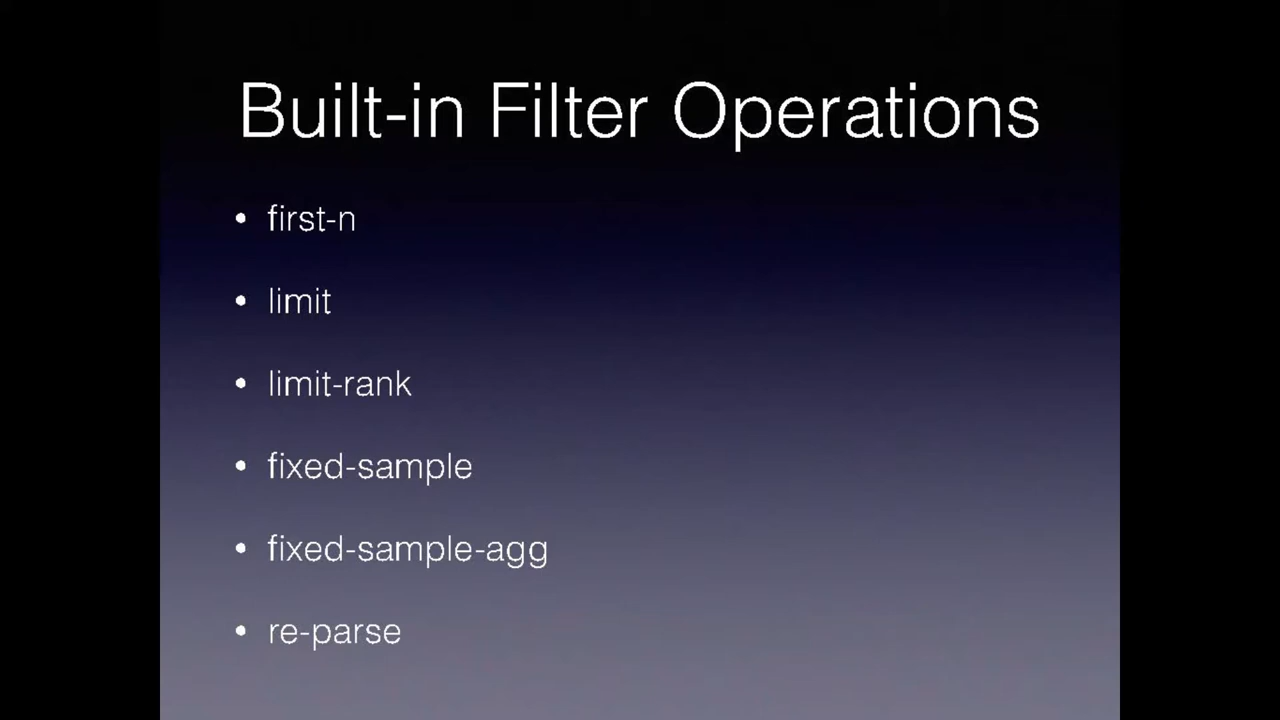 Built-in Filter Operations
• first-n
• limit
• limit-rank
• fixed-sample
• fixed-sample-agg
• re-parse